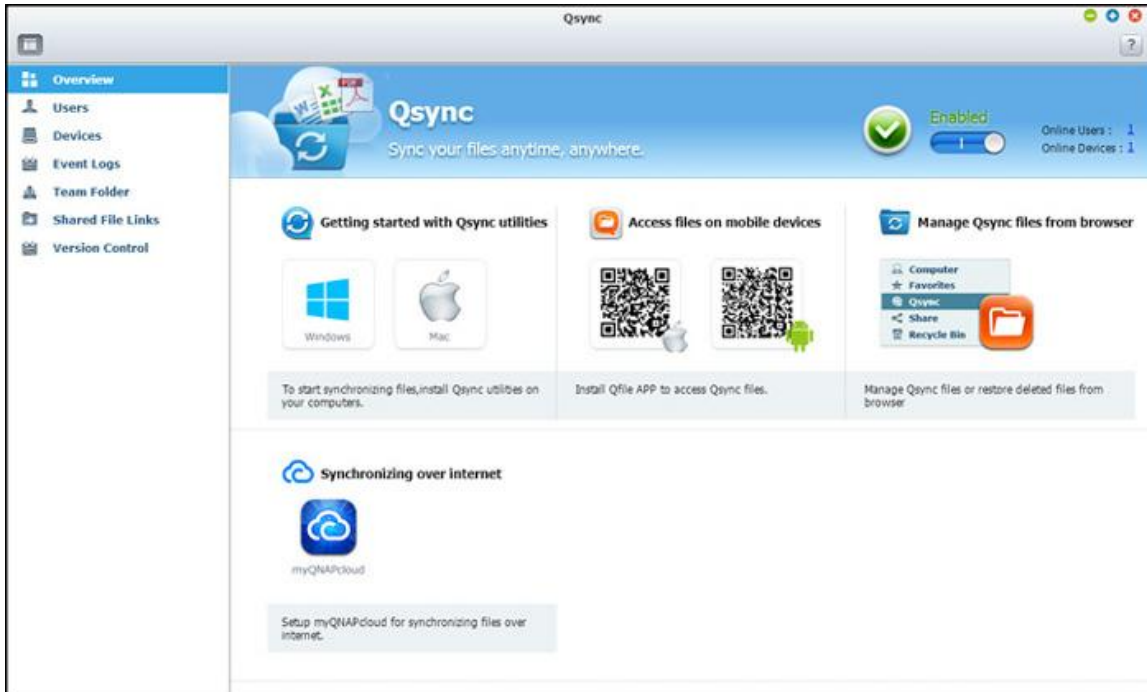 Qsync
?
Overview
Users
Devices
Event Logs
Team Folder
Shared File Links
Version Control
W
X
PDF
Qsync
Sync your files anytime, anywhere.
Enabled
Online Users : 1
Online Devices : 1
Getting started with Qsync utilities
Windows
Mac
To start synchronizing files,install Qsync utilities on
your computers.
Access files on mobile devices
Install Qfile APP to access Qsync files.
Manage Qsync files from browser
Computer
Favorites
Qsync
Share
Recycle Bin
Manage Qsync files or restore deleted files from
browser
Synchronizing over internet
myQNAPcloud
Setup myQNAPcloud for synchronizing files over
internet.